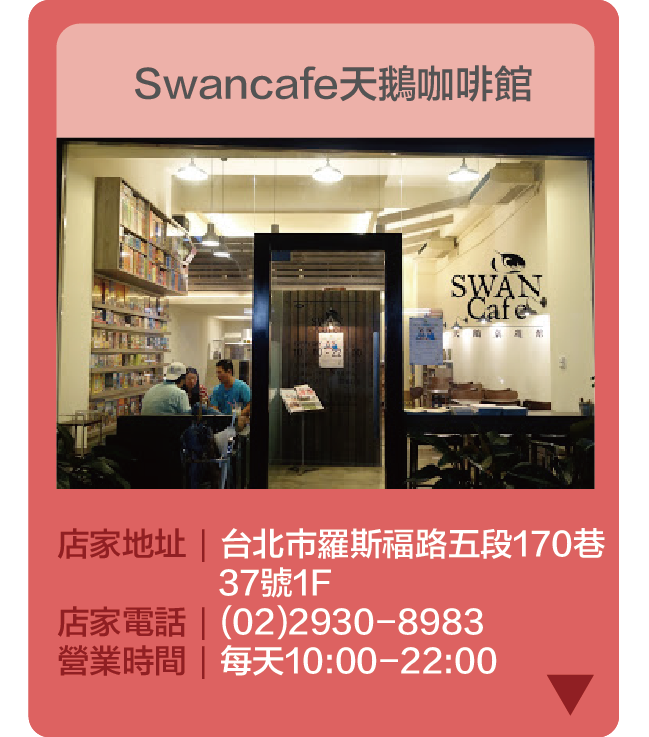 Swancafe天鵝咖啡館
SWAN
Cafe
店家地址｜台北市羅斯福路五段170巷
37號1F
店家電話｜(02)2930-8983
營業時間｜每天10:00-22:00